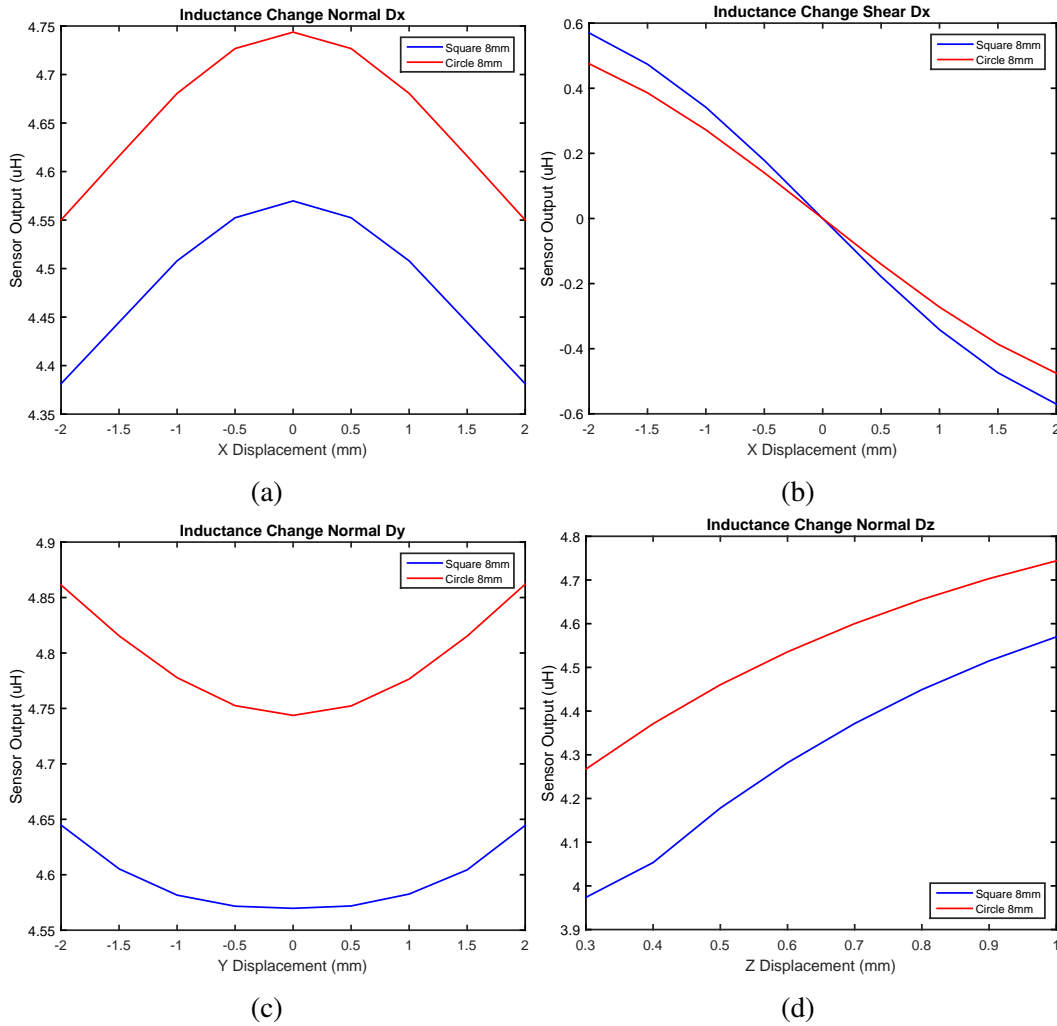 Inductance Change Normal Dx
4.75
4.7
4.65
4.6
4.55
4.5
4.45
4.4
4.35
Sensor Output (uH)
Square 8mm
Circle 8mm
-2 -1.5 -1 -0.5 0 0.5 1 1.5 2
X Displacement (mm)
(a)
Inductance Change Shear Dx
0.6
0.4
0.2
0
-0.2
-0.4
-0.6
Sensor Output (uH)
Square 8mm
Circle 8mm
-2 -1.5 -1 -0.5 0 0.5 1 1.5 2
X Displacement (mm)
(b)
Inductance Change Normal Dy
4.9
4.85
4.8
4.75
4.7
4.65
4.6
4.55
Sensor Output (uH)
Square 8mm
Circle 8mm
-2 -1.5 -1 -0.5 0 0.5 1 1.5 2
Y Displacement (mm)
(c)
Inductance Change Normal Dz
4.8
4.7
4.6
4.5
4.4
4.3
4.2
4.1
4
3.9
Sensor Output (uH)
Square 8mm
Circle 8mm
0.3 0.4 0.5 0.6 0.7 0.8 0.9 1
Z Displacement (mm)
(d)